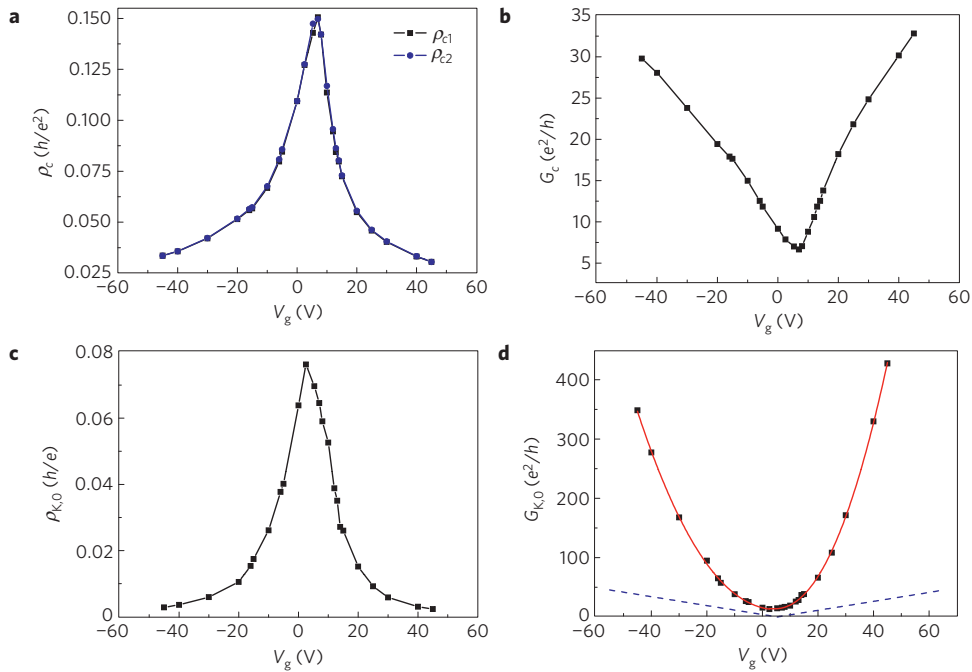 a
0.150
0.125
0.100
0.075
0.050
0.025
ρc (h/e²)
ρc1
ρc2
−60 −40 −20 0 20 40 60
Vg (V)
b
35
30
25
20
15
10
5
Gc (e²/h)
−60 −40 −20 0 20 40 60
Vg (V)
c
0.08
0.06
0.04
0.02
0
ρK,0 (h/e)
−60 −40 −20 0 20 40 60
Vg (V)
d
400
300
200
100
0
GK,0 (e²/h)
−60 −40 −20 0 20 40 60
Vg (V)